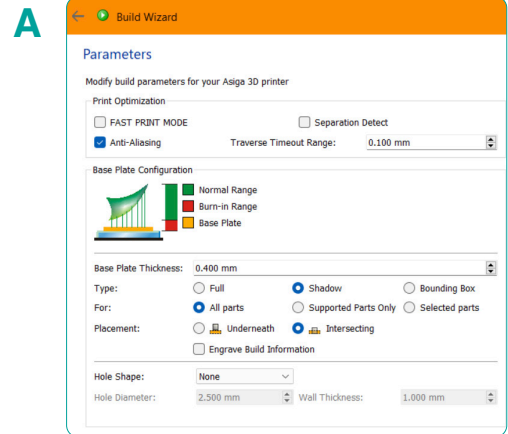 A
Build Wizard
Parameters
Modify build parameters for your Asiga 3D printer
Print Optimization
FAST PRINT MODE Separation Detect
Anti-Aliasing Traverse Timeout Range: 0.100 mm
Base Plate Configuration
Normal Range
Burn-in Range
Base Plate
Base Plate Thickness: 0.400 mm
Type: Full Shadow Bounding Box
For: All parts Supported Parts Only Selected parts
Placement: Underneath Intersecting
Engrave Build Information
Hole Shape: None
Hole Diameter: 2.500 mm Wall Thickness: 1.000 mm